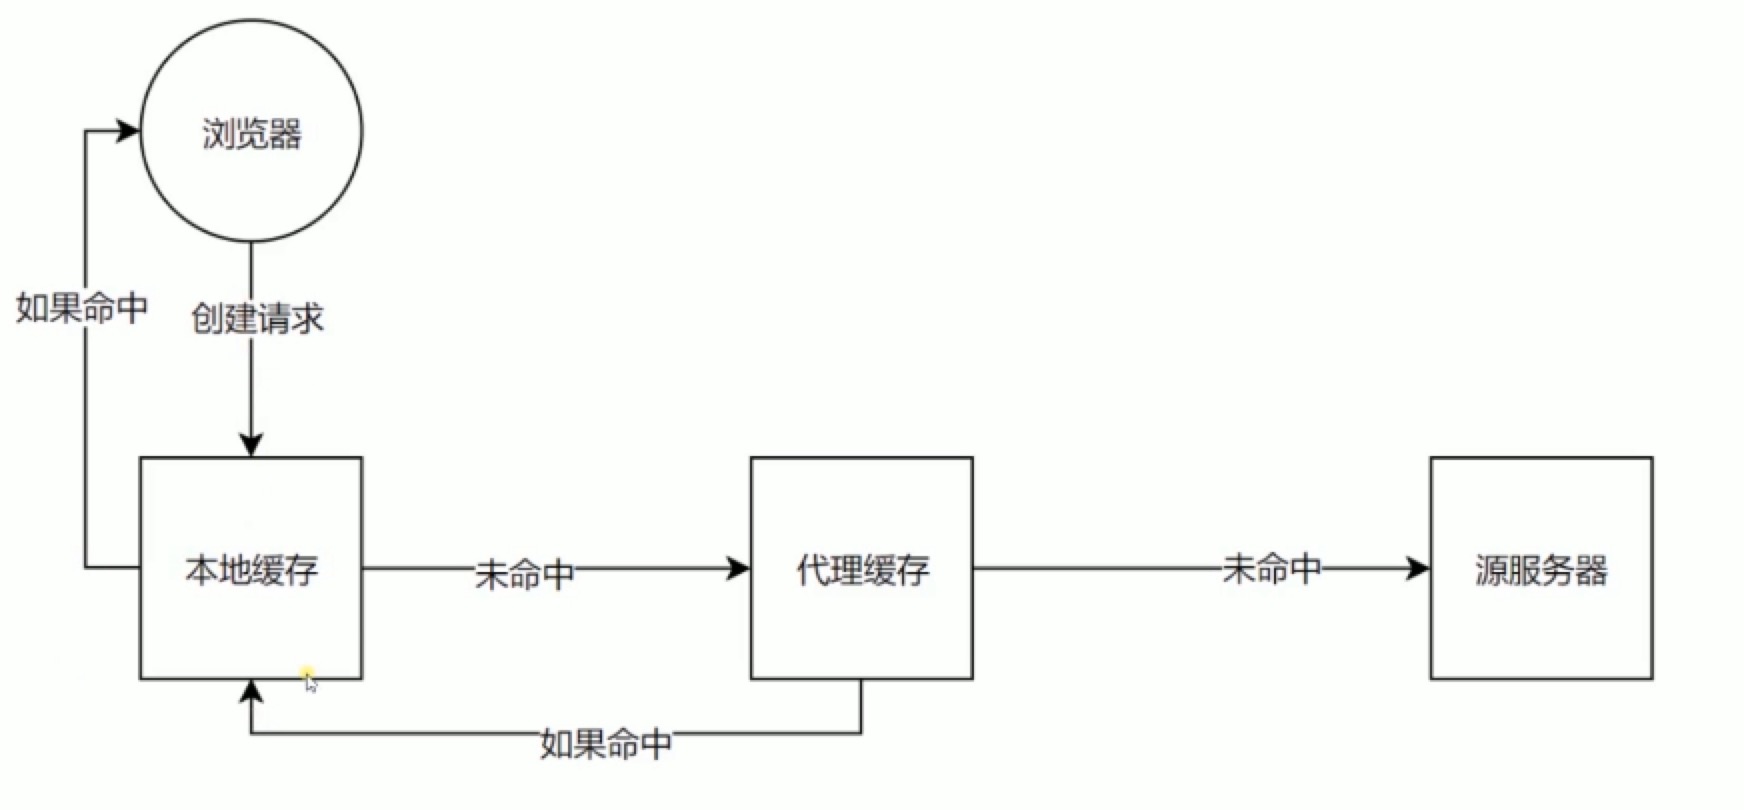 浏览器
如果命中
创建请求
本地缓存
未命中
代理缓存
未命中
源服务器
如果命中